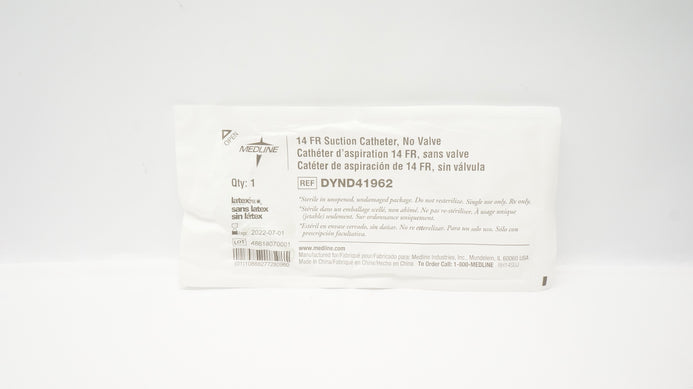 OPEN
MEDLINE
14 FR Suction Catheter, No Valve
Cathéter d'aspiration 14 FR, sans valve
Catéter de aspiración de 14 FR, sin válvula
Qty: 1
REF DYND41962
latex
sans latex
sin látex
2022-07-01
LOT 48618070001
*Sterile in unopened, undamaged package. Do not resterilize. Single use only. Rx only.
*Stérile dans un emballage scellé, non abîmé. Ne pas re-stériliser. À usage unique
(jetable) seulement. Sur ordonnance uniquement.
*Estéril en envase cerrado, sin dañar. No re esterilizar. Para un solo uso. Sólo con
prescripción facultativa.
www.medline.com
Manufactured for/Fabriqué pour/Fabricado para: Medline Industries, Inc., Mundelein, IL 60060 USA
Made in China/Fabriqué en Chine/Hecho en China. To Order Call: 1-800-MEDLINE